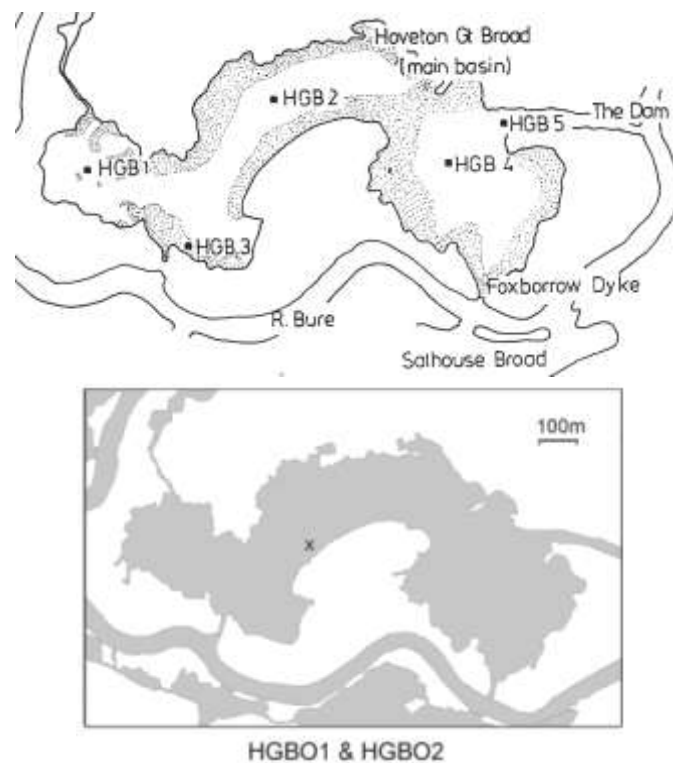 Hoveton Gt Broad
(main basin)
HGB 2
The Dam
HGB 5
HGB 1
HGB 4
HGB 3
Foxborrow Dyke
R. Bure
Salhouse Broad
100m
x
HGBO1 & HGBO2